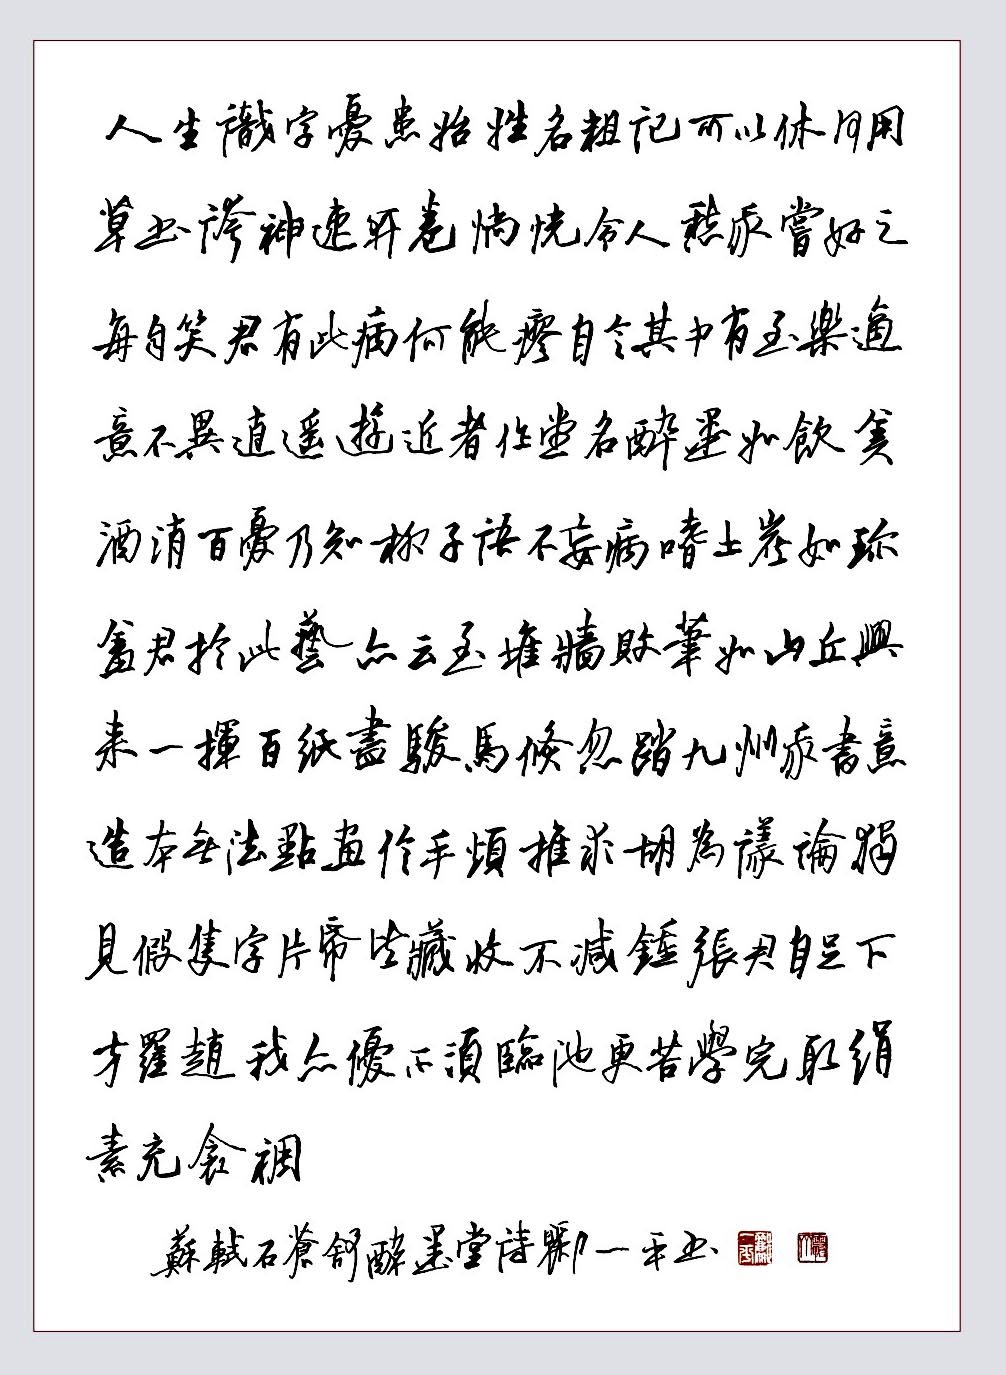 人生識字憂患始姓名粗記可以休何用
草书誇神速開卷惝恍令人愁我嘗好之
每自笑君有此病何能瘳自言其中有至樂適
意不異逍遙遊近者作堂名醉墨如飲美
酒消百憂乃知柳子語不妄病嗜土炭如珍
羞君於此藝亦云至堆牆敗筆如山丘興
来一揮百紙盡駿馬倏忽踏九州我書意
造本無法點畫信手煩推求胡為議論獨
見假隻字片紙皆藏收不減鍾張君自足下
方羅趙我亦優不須臨池更苦學完取絹
素充衾裯
蘇軾石蒼舒醉墨堂詩酈一平书